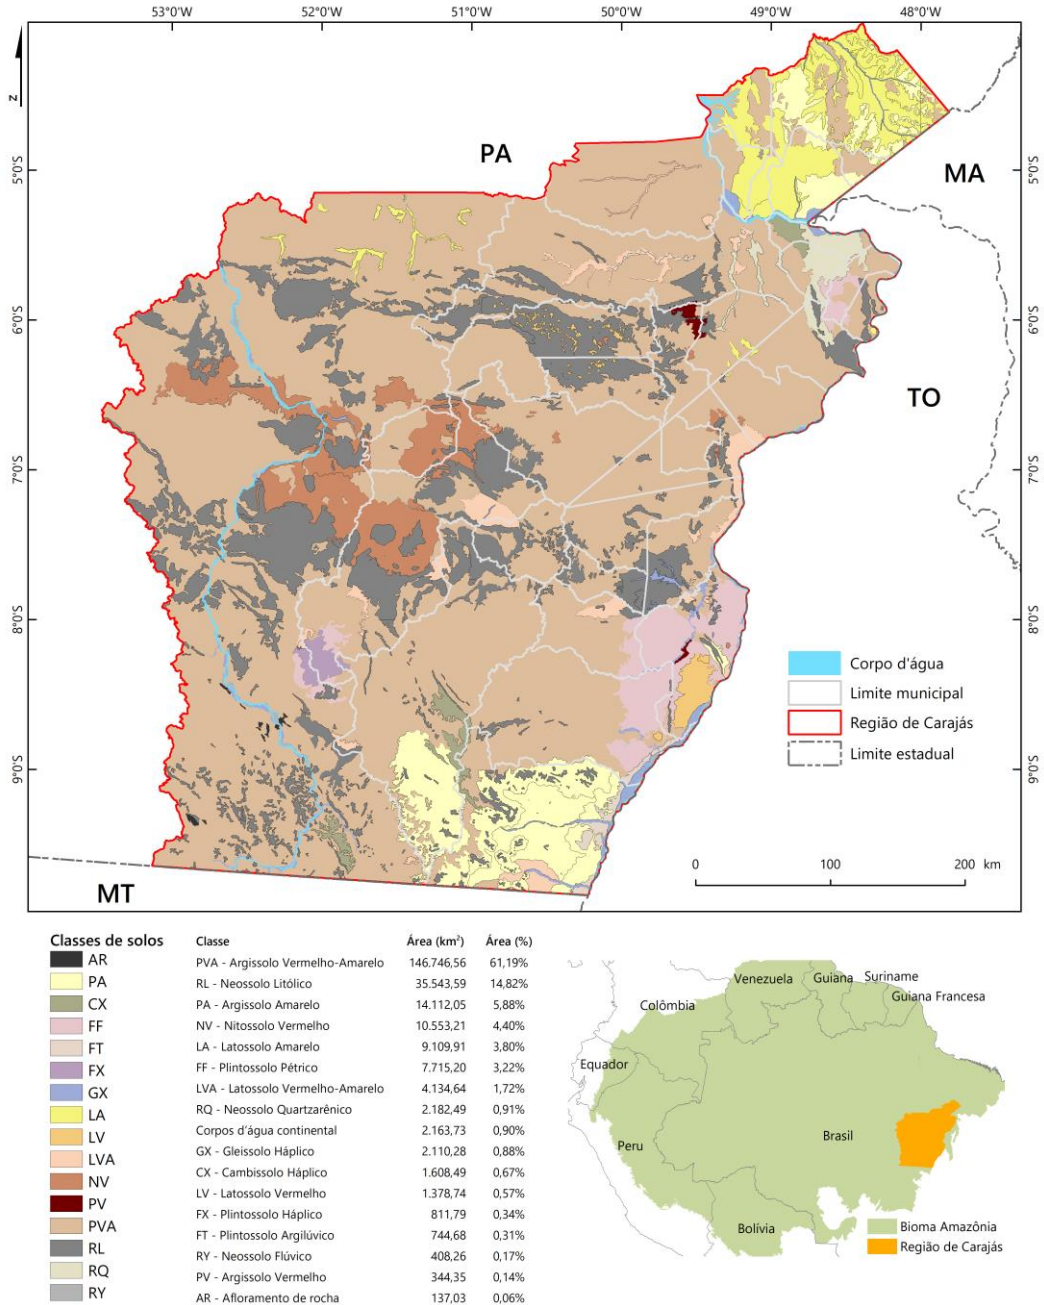 53°0'W 52°0'W 51°0'W 50°0'W 49°0'W 48°0'W
N
PA
5°0'S 5°0'S
MA
6°0'S 6°0'S
TO
7°0'S 7°0'S
8°0'S 8°0'S
Corpo d'água
Limite municipal
Região de Carajás
Limite estadual
9°0'S 9°0'S
0 100 200 km
MT
Classes de solos
AR
PA
CX
FF
FT
FX
GX
LA
LV
LVA
NV
PV
PVA
RL
RQ
RY
Classe Área (km²) Área (%)
PVA - Argissolo Vermelho-Amarelo 146.746,56 61,19%
RL - Neossolo Litólico 35.543,59 14,82%
PA - Argissolo Amarelo 14.112,05 5,88%
NV - Nitossolo Vermelho 10.553,21 4,40%
LA - Latossolo Amarelo 9.109,91 3,80%
FF - Plintossolo Pétrico 7.715,20 3,22%
LVA - Latossolo Vermelho-Amarelo 4.134,64 1,72%
RQ - Neossolo Quartzarênico 2.182,49 0,91%
Corpos d'água continental 2.163,73 0,90%
GX - Gleissolo Háplico 2.110,28 0,88%
CX - Cambissolo Háplico 1.608,49 0,67%
LV - Latossolo Vermelho 1.378,74 0,57%
FX - Plintossolo Háplico 811,79 0,34%
FT - Plintossolo Argilúvico 744,68 0,31%
RY - Neossolo Flúvico 408,26 0,17%
PV - Argissolo Vermelho 344,35 0,14%
AR - Afloramento de rocha 137,03 0,06%
Venezuela Guiana Suriname
Guiana Francesa
Colômbia
Equador
Peru
Brasil
Bolívia
Bioma Amazônia
Região de Carajás